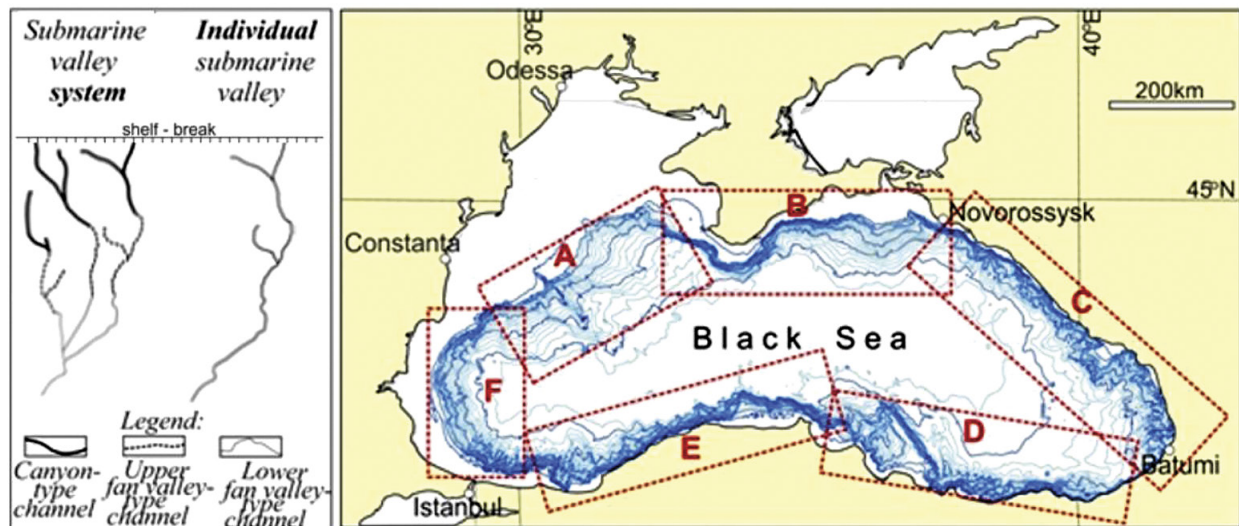 Submarine
valley
system
Individual
submarine
valley
shelf - break
Legend:
Canyon-
type
channel
Upper
fan valley-
type
channel
Lower
fan valley-
type
channel
30°E
40°E
Odessa
200km
45°N
B
Novorossysk
Constanta
A
C
Black Sea
F
D
E
Batumi
Istanbul